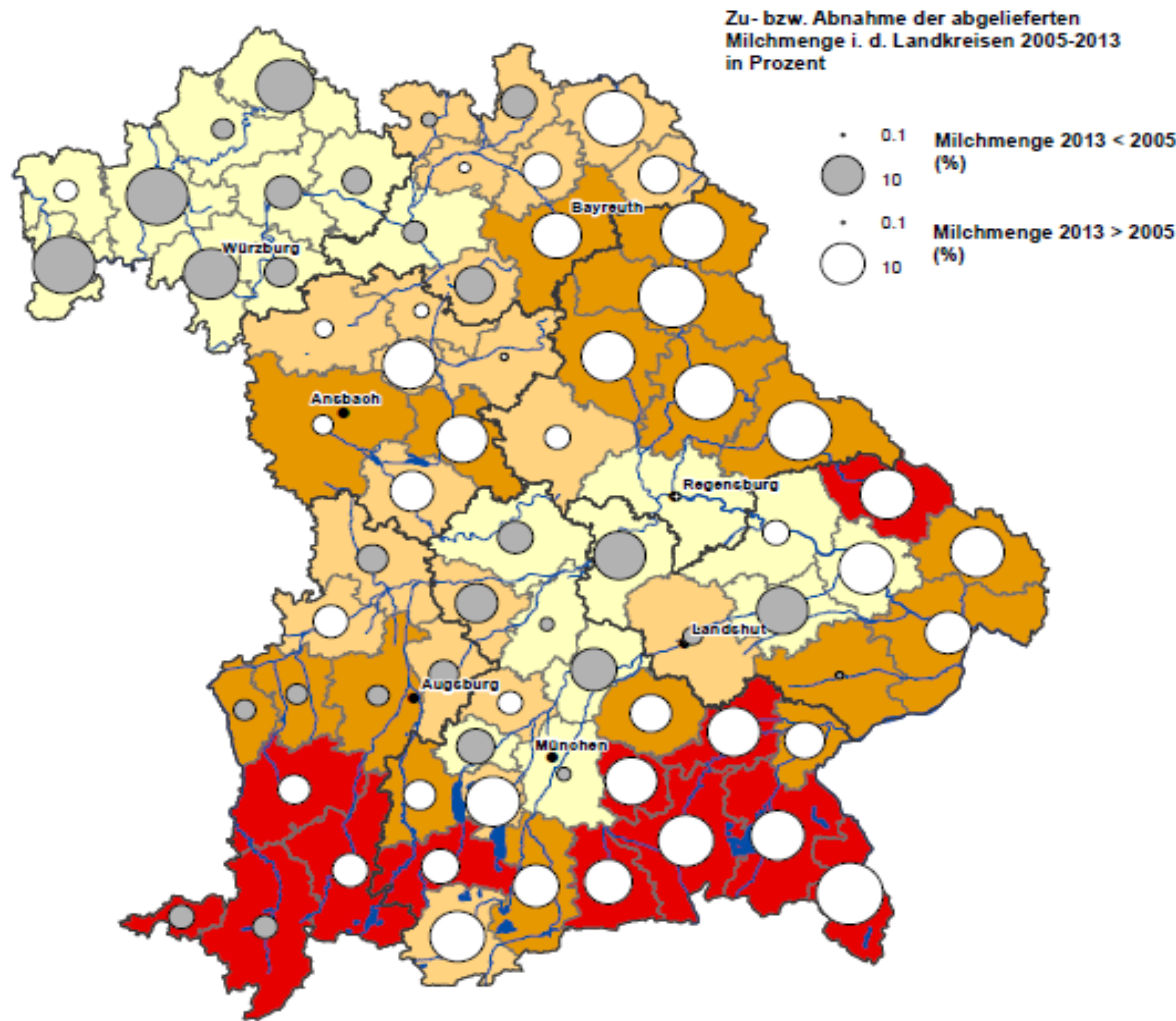 Zu- bzw. Abnahme der abgelieferten
Milchmenge i. d. Landkreisen 2005-2013
in Prozent
0.1
Milchmenge 2013 < 2005
(%)
10
0.1
Milchmenge 2013 > 2005
(%)
10
Bayreuth
Würzburg
Ansbach
Regensburg
Landshut
Augsburg
München